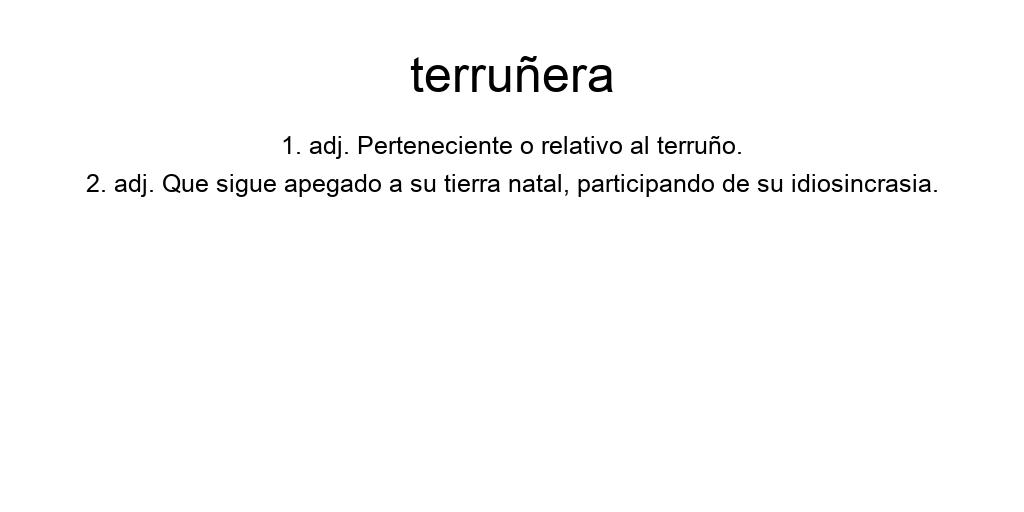 terruñera
1. adj. Perteneciente o relativo al terruño.
2. adj. Que sigue apegado a su tierra natal, participando de su idiosincrasia.